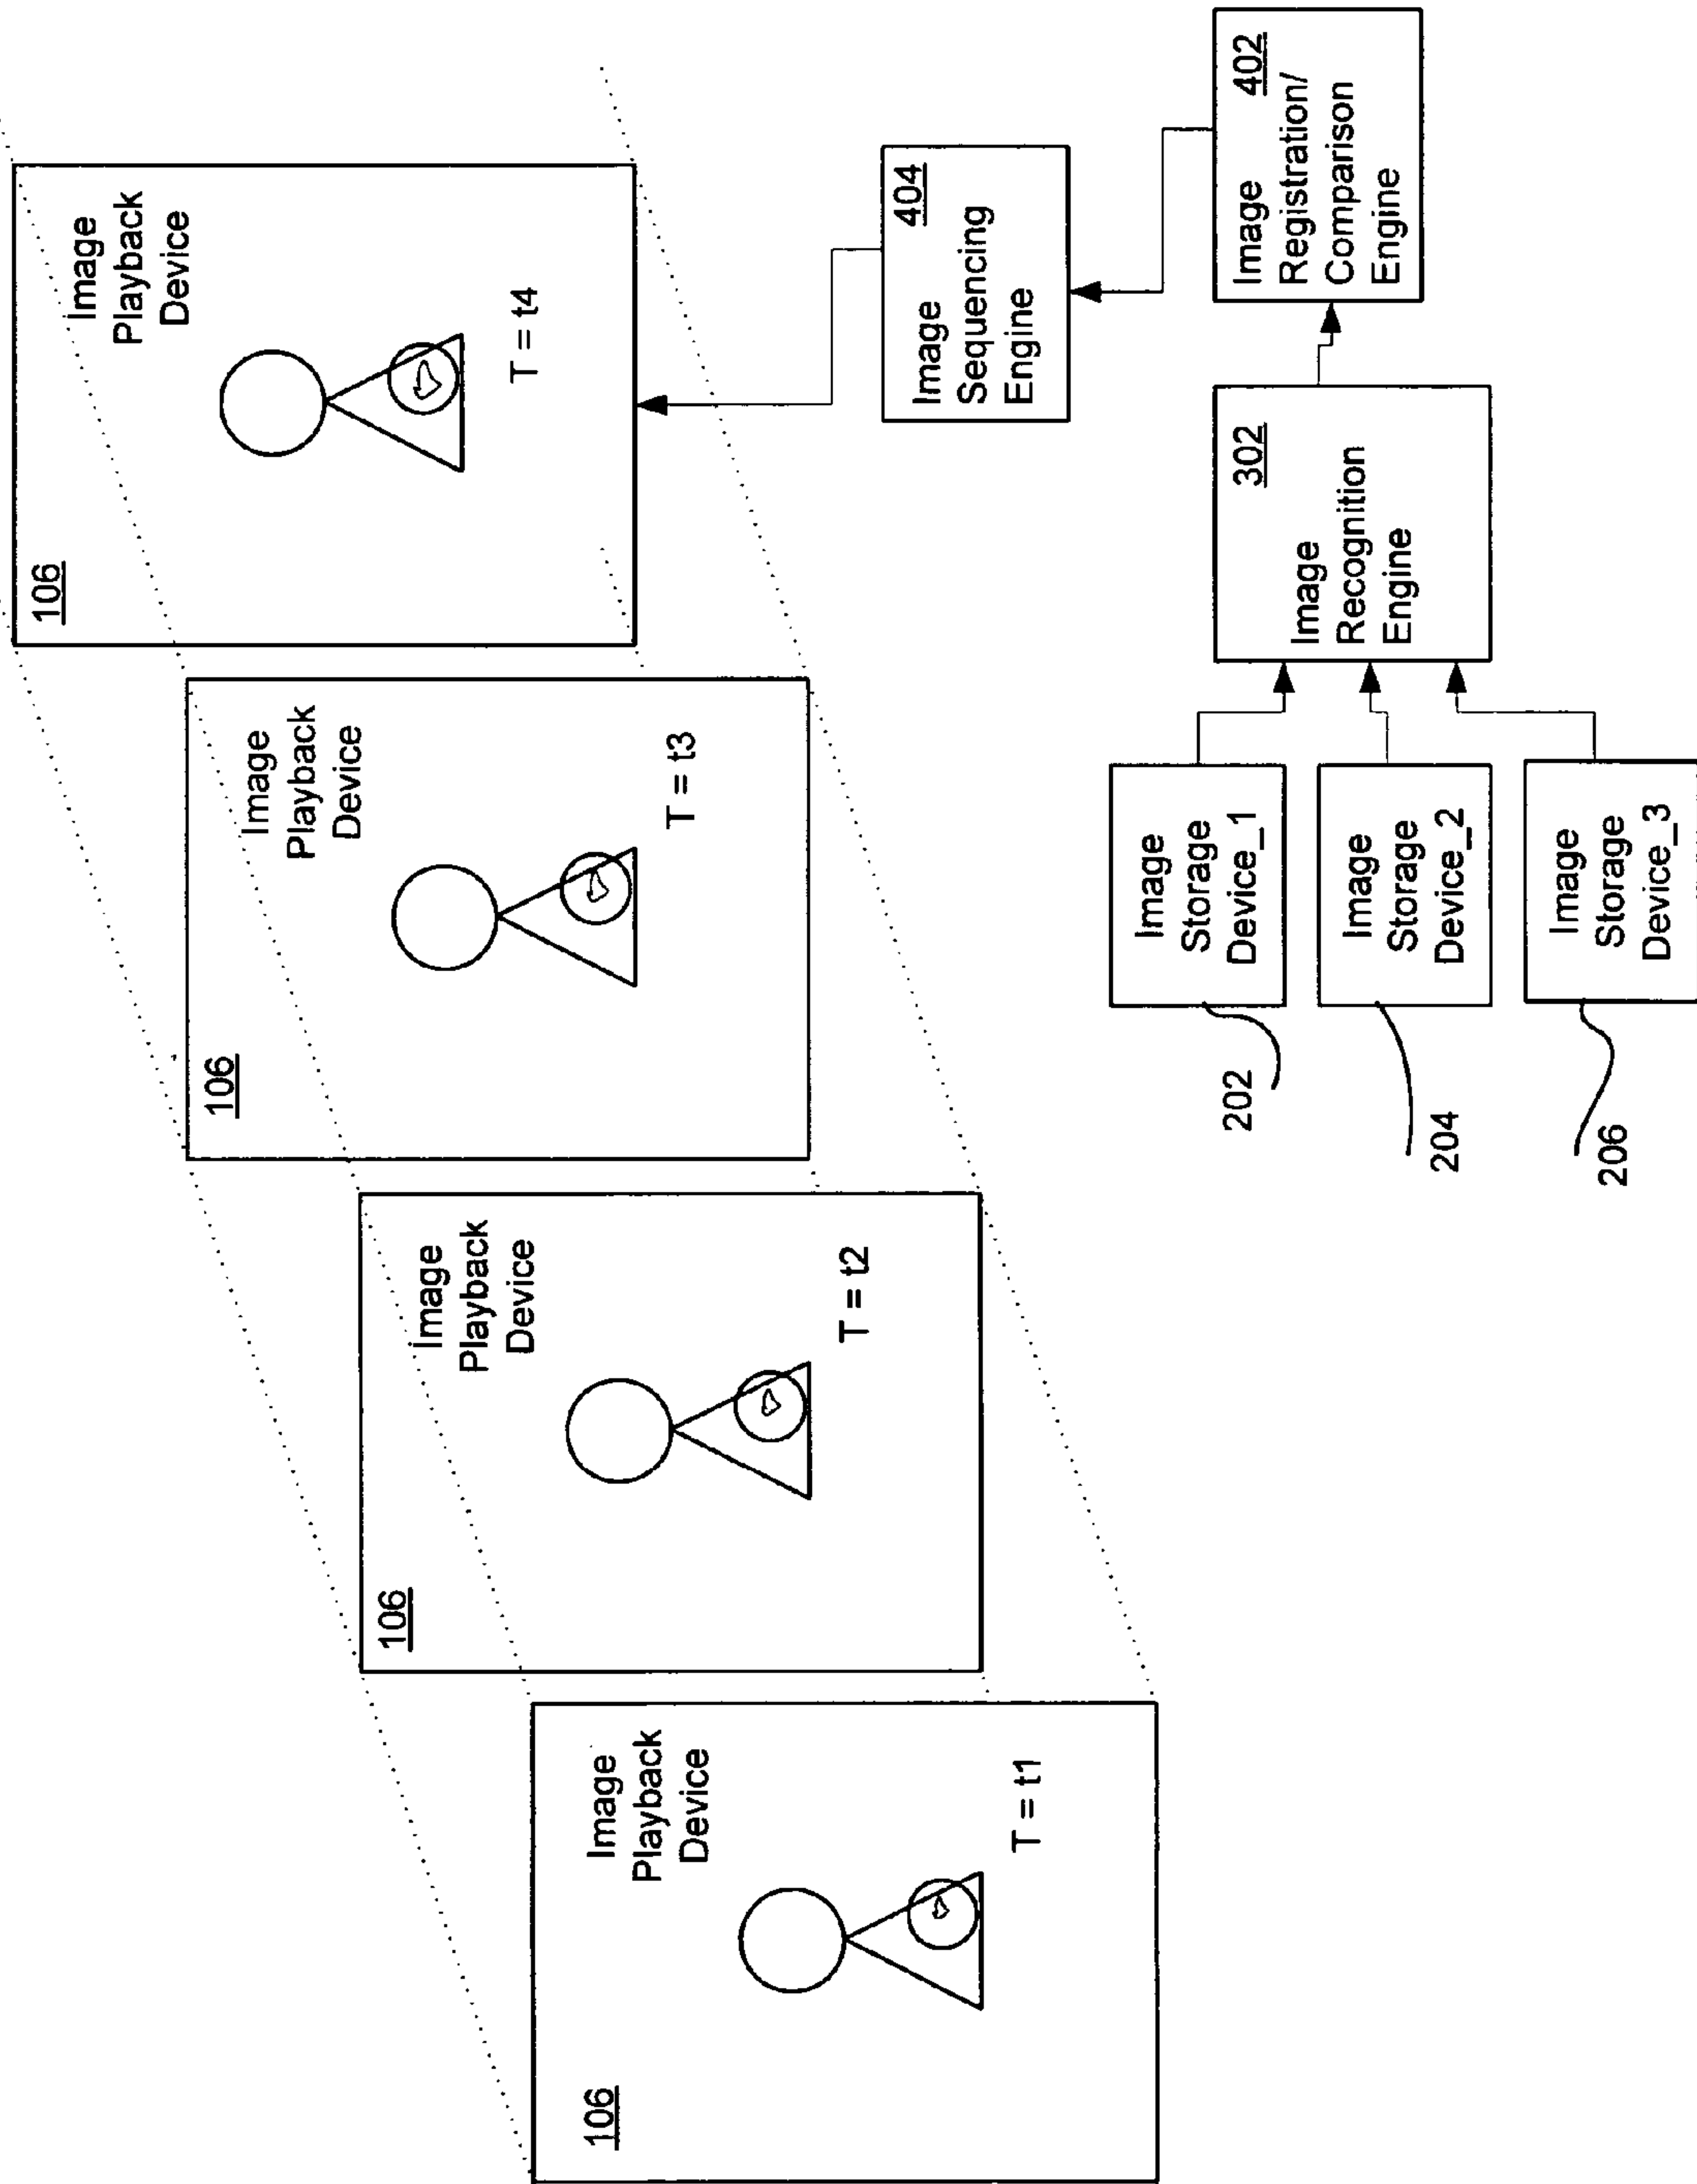 106
Image
Playback
Device
T = t1
106
Image
Playback
Device
T = t2
106
Image
Playback
Device
T = t3
106
Image
Playback
Device
T = t4
404
Image
Sequencing
Engine
402
Image
Registration/
Comparison
Engine
302
Image
Recognition
Engine
Image
Storage
Device_1
202
Image
Storage
Device_2
204
Image
Storage
Device_3
206